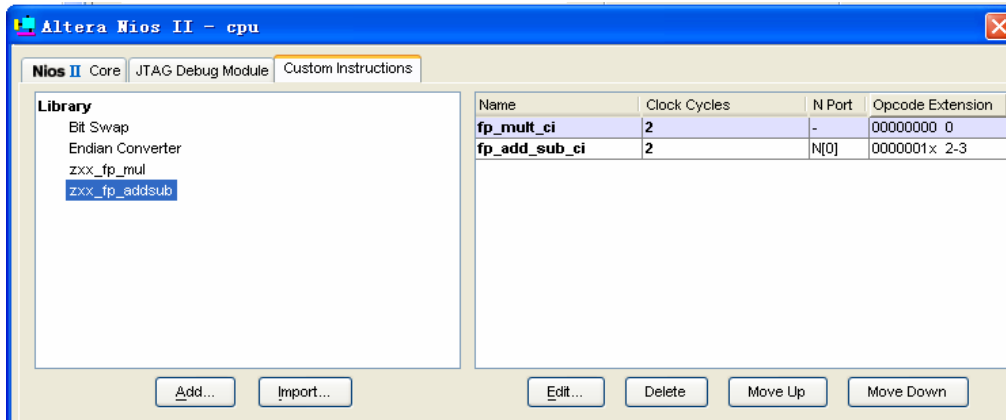 Altera Nios II - cpu
Nios II Core JTAG Debug Module Custom Instructions
Library
Bit Swap
Endian Converter
zxx_fp_mul
zxx_fp_addsub
Name Clock Cycles N Port Opcode Extension
fp_mult_ci 2 - 00000000 0
fp_add_sub_ci 2 N[0] 0000001x 2-3
Add... Import... Edit... Delete Move Up Move Down